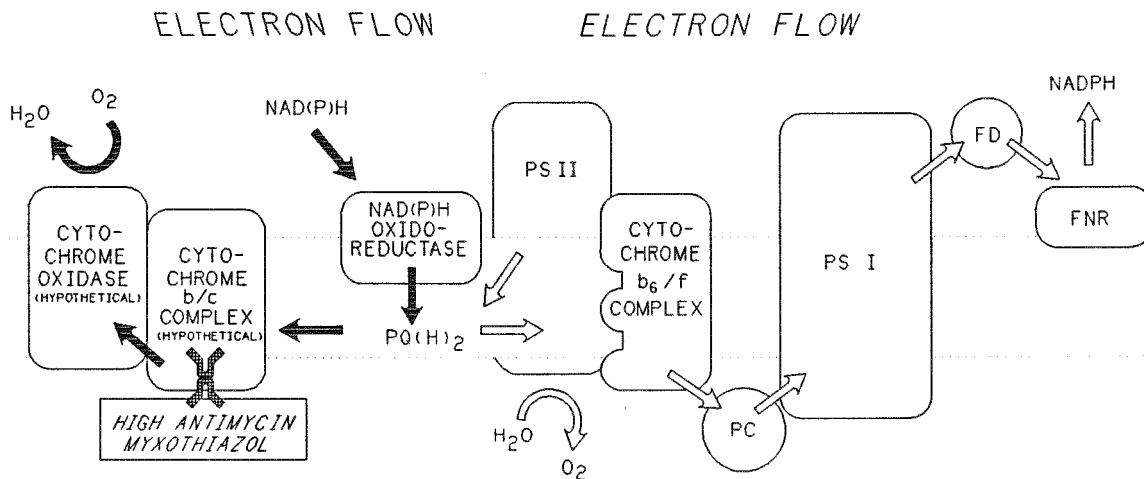 ELECTRON FLOW
ELECTRON FLOW
H2O
O2
NAD(P)H
CYTO-
CHROME
OXIDASE
(HYPOTHETICAL)
CYTO-
CHROME
b/c
COMPLEX
(HYPOTHETICAL)
HIGH ANTIMYCIN
MYXOTHIAZOL
NAD(P)H
OXIDO-
REDUCTASE
PQ(H)2
PS II
H2O
O2
CYTO-
CHROME
b6/f
COMPLEX
PC
PS I
FD
NADPH
FNR